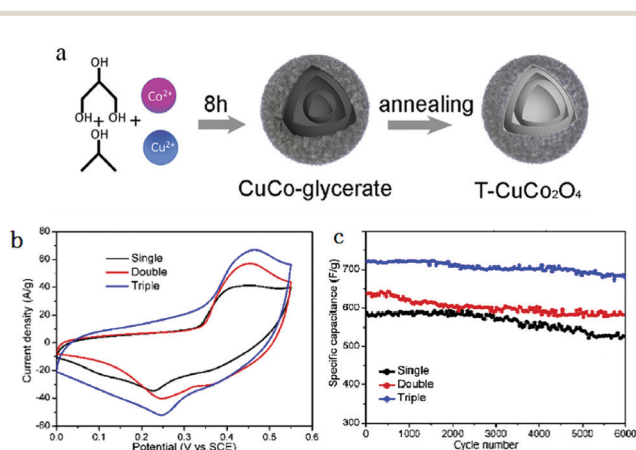 a
OH
OH OH
+ +
OH
Co²⁺
Cu²⁺
8h
annealing
CuCo-glycerate
T-CuCo₂O₄
b
Current density (A/g)
80
60
40
20
0
-20
-40
-60
Single
Double
Triple
0.0 0.1 0.2 0.3 0.4 0.5 0.6
Potential (V vs SCE)
c
Specific capacitance (F/g)
700
600
500
400
300
Single
Double
Triple
0 1000 2000 3000 4000 5000 6000
Cycle number